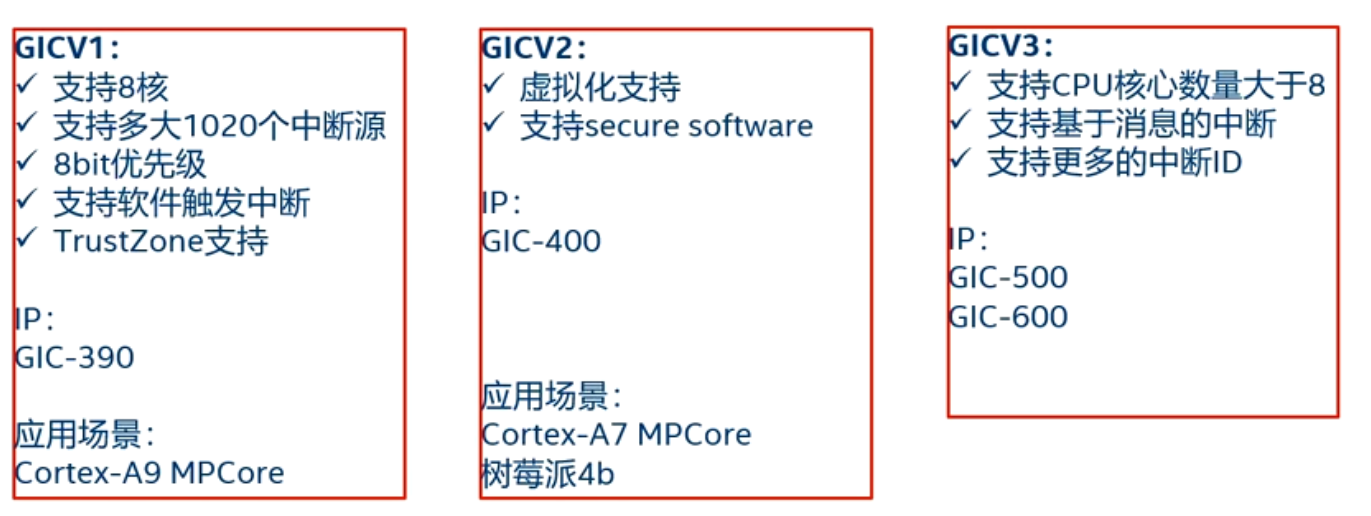 GICV1：
✓ 支持8核
✓ 支持多大1020个中断源
✓ 8bit优先级
✓ 支持软件触发中断
✓ TrustZone支持
IP：
GIC-390
应用场景：
Cortex-A9 MPCore
GICV2：
✓ 虚拟化支持
✓ 支持secure software
IP：
GIC-400
应用场景：
Cortex-A7 MPCore
树莓派4b
GICV3：
✓ 支持CPU核心数量大于8
✓ 支持基于消息的中断
✓ 支持更多的中断ID
IP：
GIC-500
GIC-600